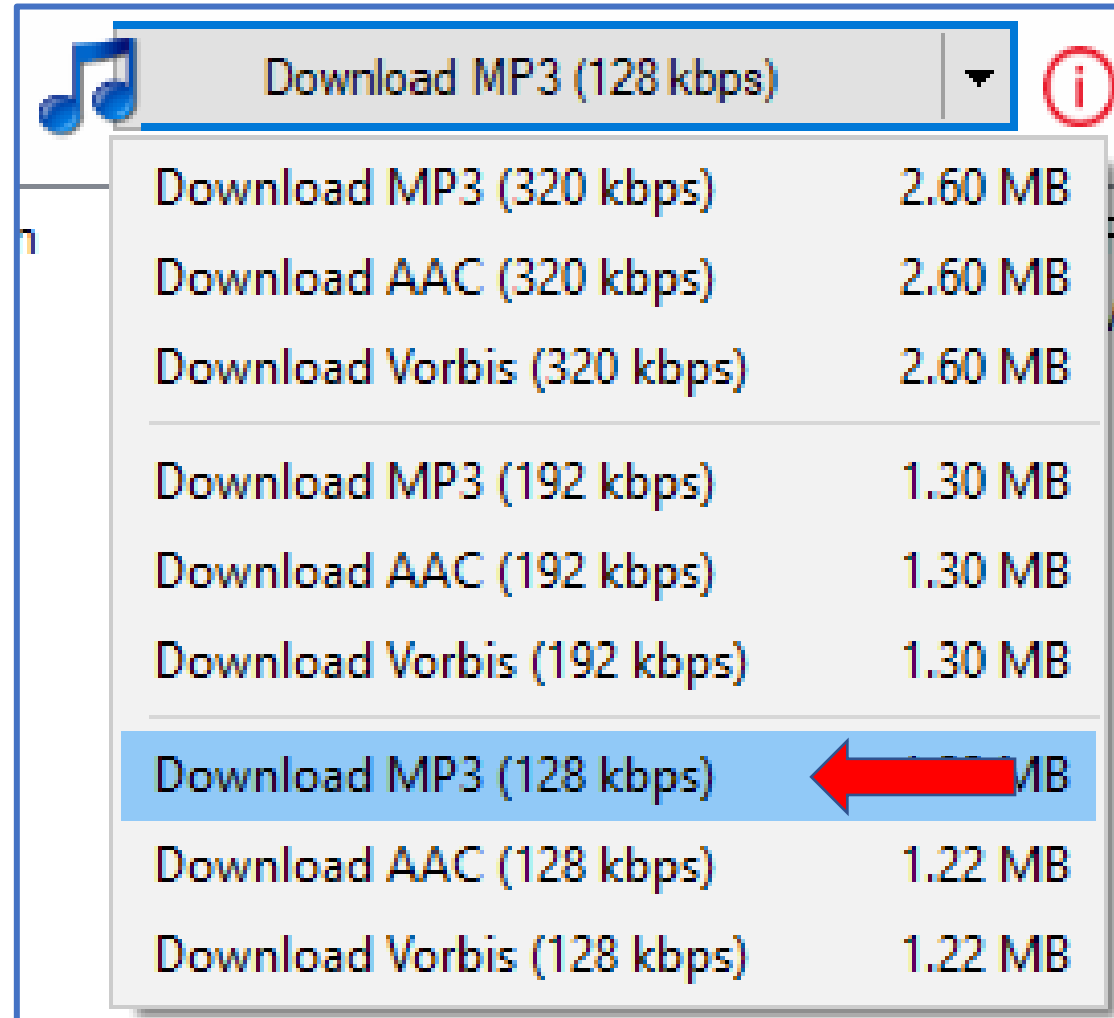 Download MP3 (128 kbps)
Download MP3 (320 kbps) 2.60 MB
Download AAC (320 kbps) 2.60 MB
Download Vorbis (320 kbps) 2.60 MB
Download MP3 (192 kbps) 1.30 MB
Download AAC (192 kbps) 1.30 MB
Download Vorbis (192 kbps) 1.30 MB
Download MP3 (128 kbps) MB
Download AAC (128 kbps) 1.22 MB
Download Vorbis (128 kbps) 1.22 MB